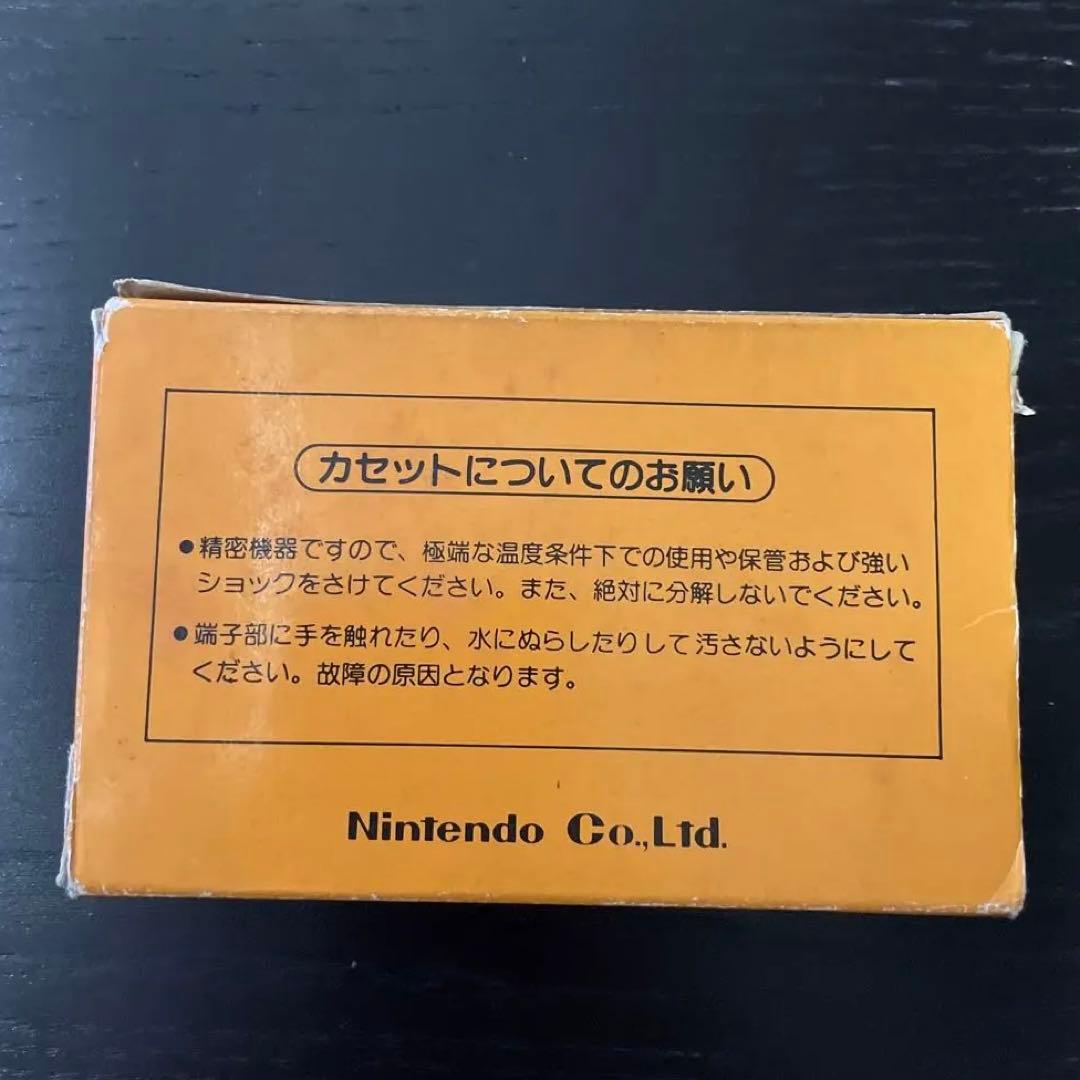 カセットについてのお願い
●精密機器ですので、極端な温度条件下での使用や保管および強い
ショックをさけてください。また、絶対に分解しないでください。
●端子部に手を触れたり、水にぬらしたりして汚さないようにして
ください。故障の原因となります。
Nintendo Co.,Ltd.